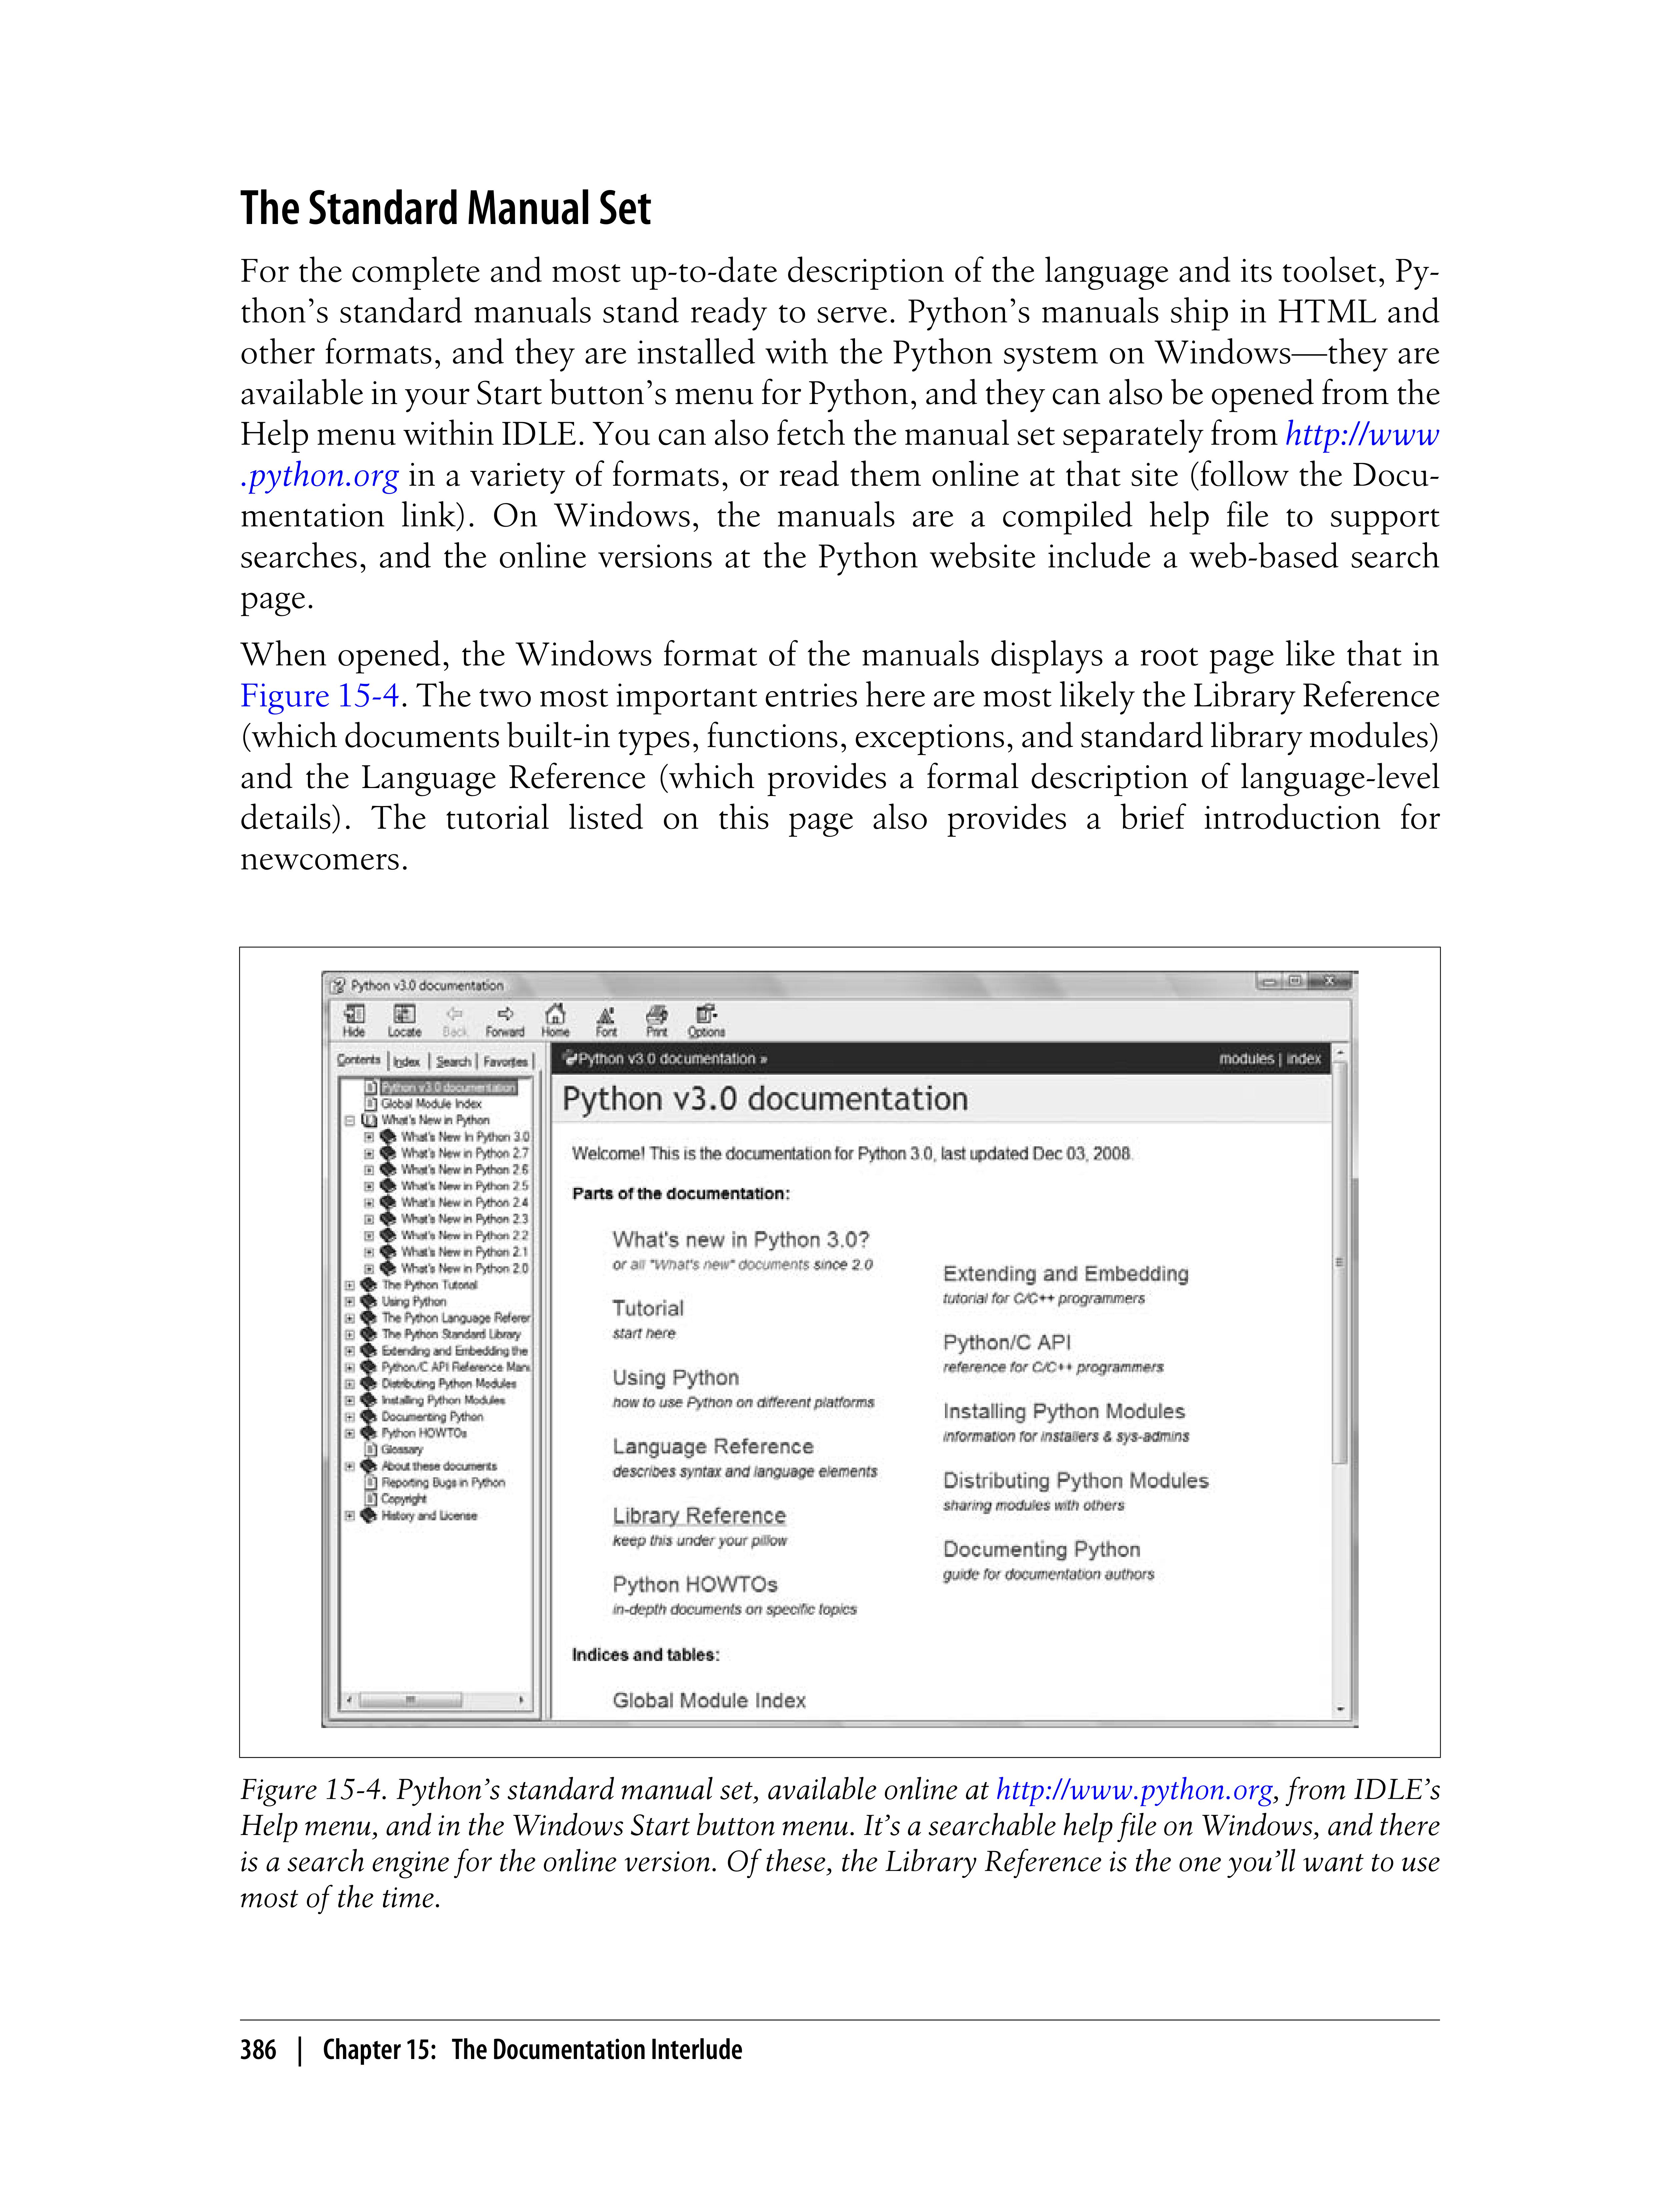 The Standard Manual Set
For the complete and most up-to-date description of the language and its toolset, Py-
thon’s standard manuals stand ready to serve. Python’s manuals ship in HTML and
other formats, and they are installed with the Python system on Windows—they are
available in your Start button’s menu for Python, and they can also be opened from the
Help menu within IDLE. You can also fetch the manual set separately from http://www
.python.org in a variety of formats, or read them online at that site (follow the Docu-
mentation link). On Windows, the manuals are a compiled help file to support
searches, and the online versions at the Python website include a web-based search
page.
When opened, the Windows format of the manuals displays a root page like that in
Figure 15-4. The two most important entries here are most likely the Library Reference
(which documents built-in types, functions, exceptions, and standard library modules)
and the Language Reference (which provides a formal description of language-level
details). The tutorial listed on this page also provides a brief introduction for
newcomers.
Python v3.0 documentation
Hide Locate Back Forward Home Font Print Options
Contents Index Search Favorites
Python v3.0 documentation
Global Module Index
What's New in Python
What's New In Python 3.0
What's New in Python 2.7
What's New in Python 2.6
What's New in Python 2.5
What's New in Python 2.4
What's New in Python 2.3
What's New in Python 2.2
What's New in Python 2.1
What's New in Python 2.0
The Python Tutorial
Using Python
The Python Language Referer
The Python Standard Library
Extending and Embedding the
Python/C API Reference Manu
Distributing Python Modules
Installing Python Modules
Documenting Python
Python HOWTOs
Glossary
About these documents
Reporting Bugs in Python
Copyright
History and License
Python v3.0 documentation »
modules | index
Python v3.0 documentation
Welcome! This is the documentation for Python 3.0, last updated Dec 03, 2008.
Parts of the documentation:
What's new in Python 3.0?
or all "What's new" documents since 2.0
Tutorial
start here
Using Python
how to use Python on different platforms
Language Reference
describes syntax and language elements
Library Reference
keep this under your pillow
Python HOWTOs
in-depth documents on specific topics
Extending and Embedding
tutorial for C/C++ programmers
Python/C API
reference for C/C++ programmers
Installing Python Modules
information for installers & sys-admins
Distributing Python Modules
sharing modules with others
Documenting Python
guide for documentation authors
Indices and tables:
Global Module Index
Figure 15-4. Python’s standard manual set, available online at http://www.python.org, from IDLE’s
Help menu, and in the Windows Start button menu. It’s a searchable help file on Windows, and there
is a search engine for the online version. Of these, the Library Reference is the one you’ll want to use
most of the time.
386 | Chapter 15: The Documentation Interlude